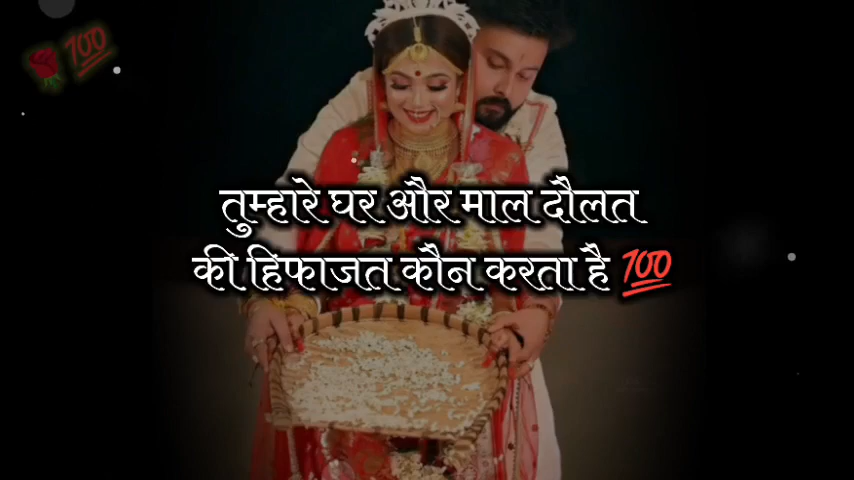 💯
तुम्हारे घर और माल दौलत
की हिफाजत कौन करता है 💯